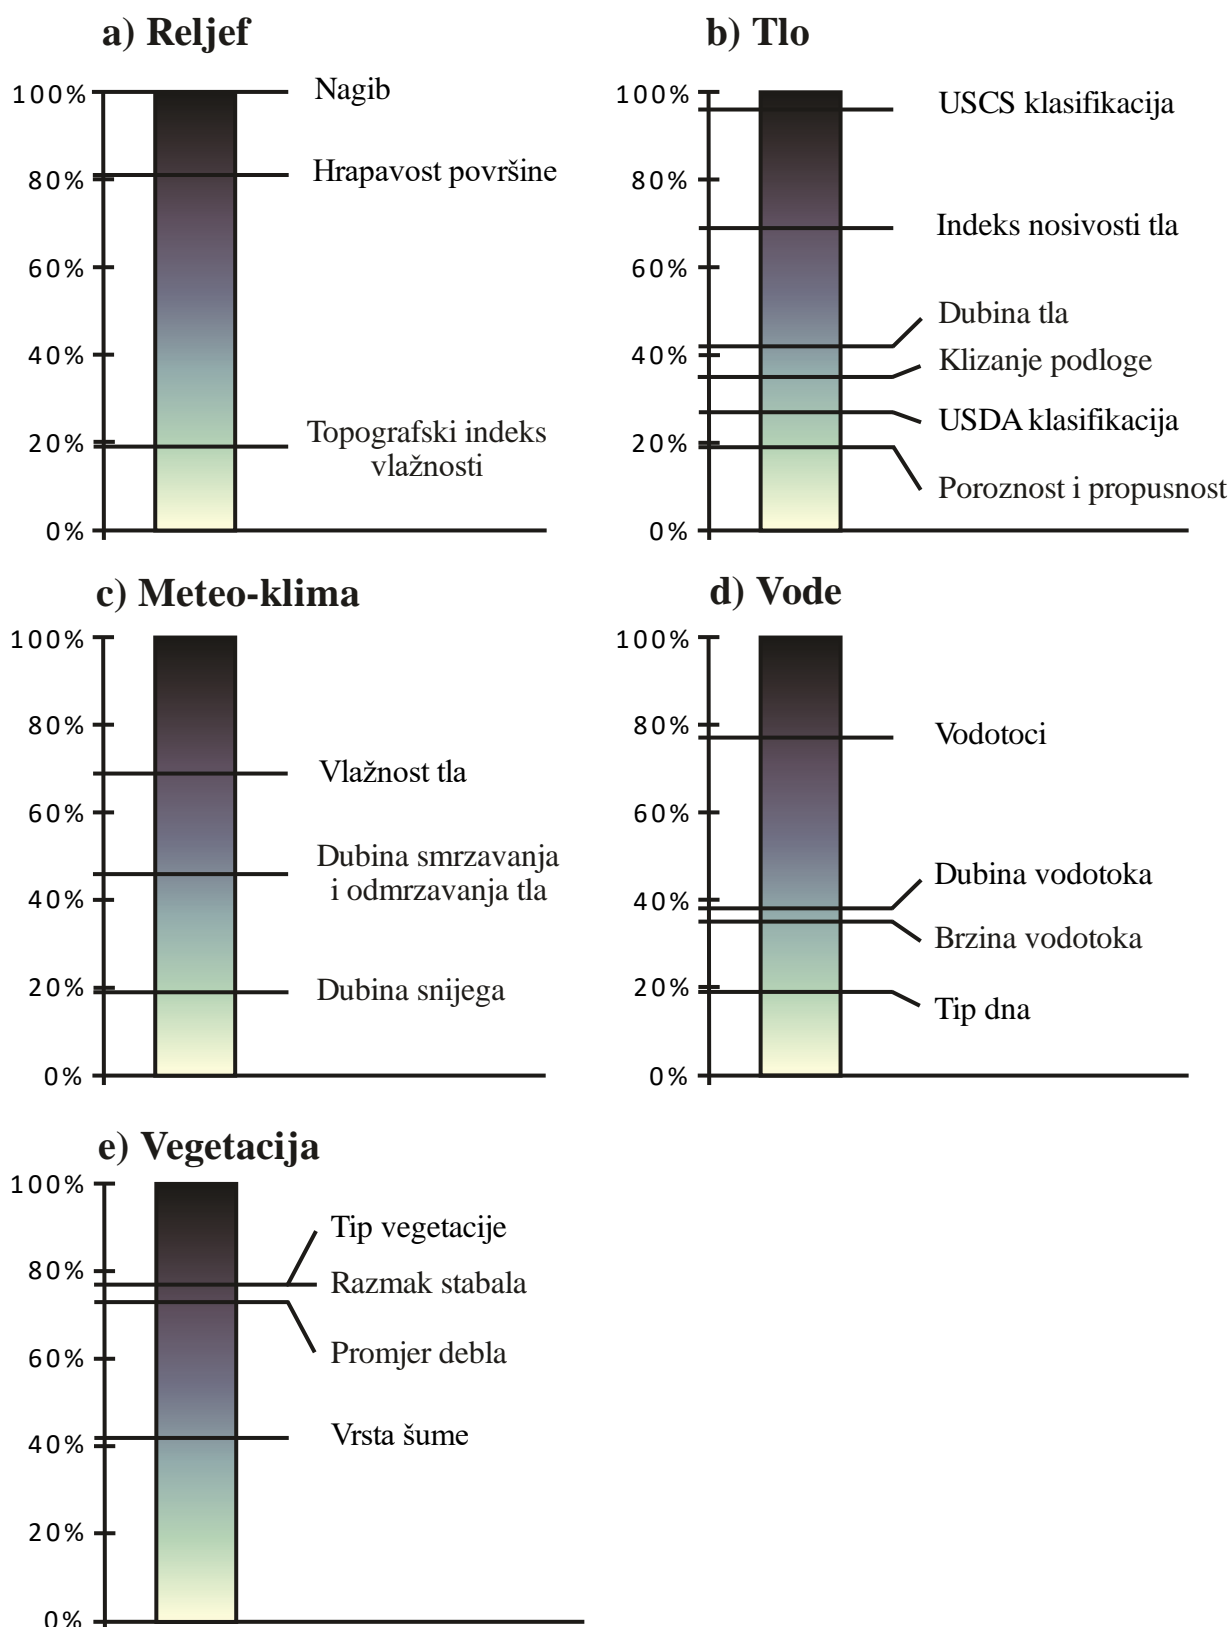 a) Reljef
100%
Nagib
80%
Hrapavost površine
60%
40%
20%
Topografski indeks
vlažnosti
0%
b) Tlo
100%
USCS klasifikacija
80%
Indeks nosivosti tla
60%
Dubina tla
40%
Klizanje podloge
USDA klasifikacija
20%
Poroznost i propusnost
0%
c) Meteo-klima
100%
80%
Vlažnost tla
60%
Dubina smrzavanja
i odmrzavanja tla
40%
20%
Dubina snijega
0%
d) Vode
100%
80%
Vodotoci
60%
Dubina vodotoka
40%
Brzina vodotoka
20%
Tip dna
0%
e) Vegetacija
100%
Tip vegetacije
80%
Razmak stabala
60%
Promjer debla
Vrsta šume
40%
20%
0%